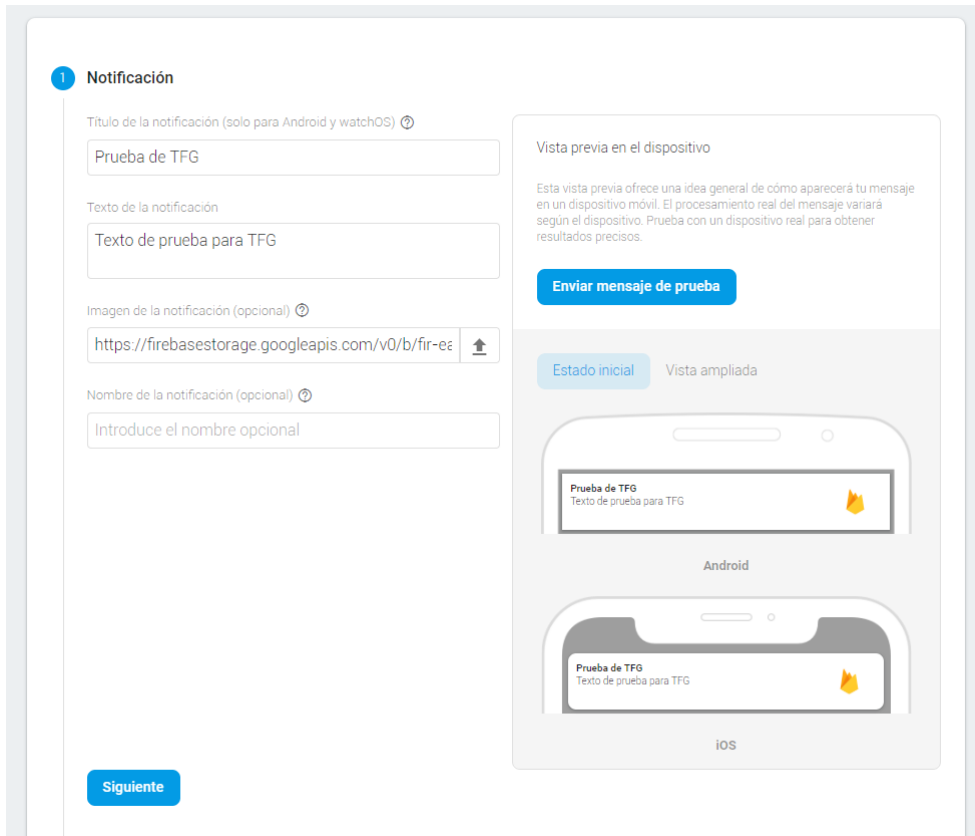 1 Notificación
Título de la notificación (solo para Android y watchOS)
Prueba de TFG
Texto de la notificación
Texto de prueba para TFG
Imagen de la notificación (opcional)
https://firebasestorage.googleapis.com/v0/b/fir-ea
Nombre de la notificación (opcional)
Introduce el nombre opcional
Siguiente
Vista previa en el dispositivo
Esta vista previa ofrece una idea general de cómo aparecerá tu mensaje
en un dispositivo móvil. El procesamiento real del mensaje variará
según el dispositivo. Prueba con un dispositivo real para obtener
resultados precisos.
Enviar mensaje de prueba
Estado inicial Vista ampliada
Prueba de TFG
Texto de prueba para TFG
Android
Prueba de TFG
Texto de prueba para TFG
iOS